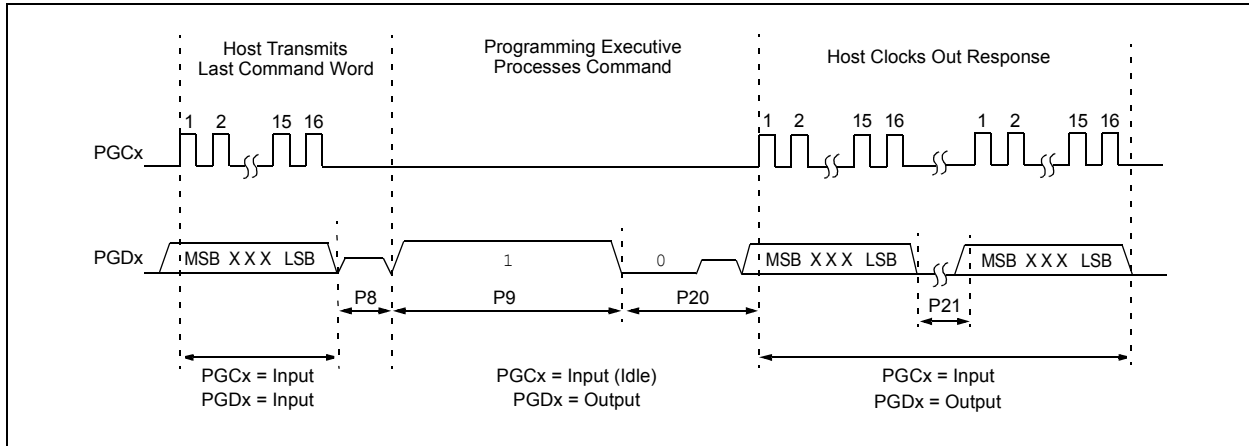 Host Transmits
Last Command Word
Programming Executive
Processes Command
Host Clocks Out Response
1 2 15 16
1 2 15 16
1 2 15 16
PGCx
PGDx
MSB X X X LSB
1
0
MSB X X X LSB
MSB X X X LSB
P8
P9
P20
P21
PGCx = Input
PGDx = Input
PGCx = Input (Idle)
PGDx = Output
PGCx = Input
PGDx = Output